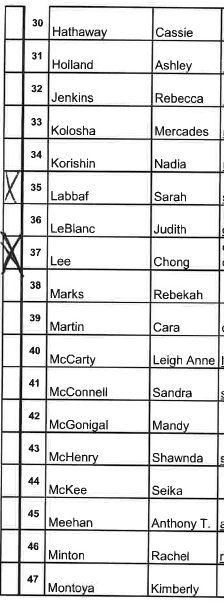 30 Hathaway Cassie
31 Holland Ashley
32 Jenkins Rebecca
33 Kolosha Mercades
34 Korishin Nadia
X 35 Labbaf Sarah
36 LeBlanc Judith
X 37 Lee Chong
38 Marks Rebekah
39 Martin Cara
40 McCarty Leigh Anne
41 McConnell Sandra
42 McGonigal Mandy
43 McHenry Shawnda
44 McKee Seika
45 Meehan Anthony T.
46 Minton Rachel
47 Montoya Kimberly